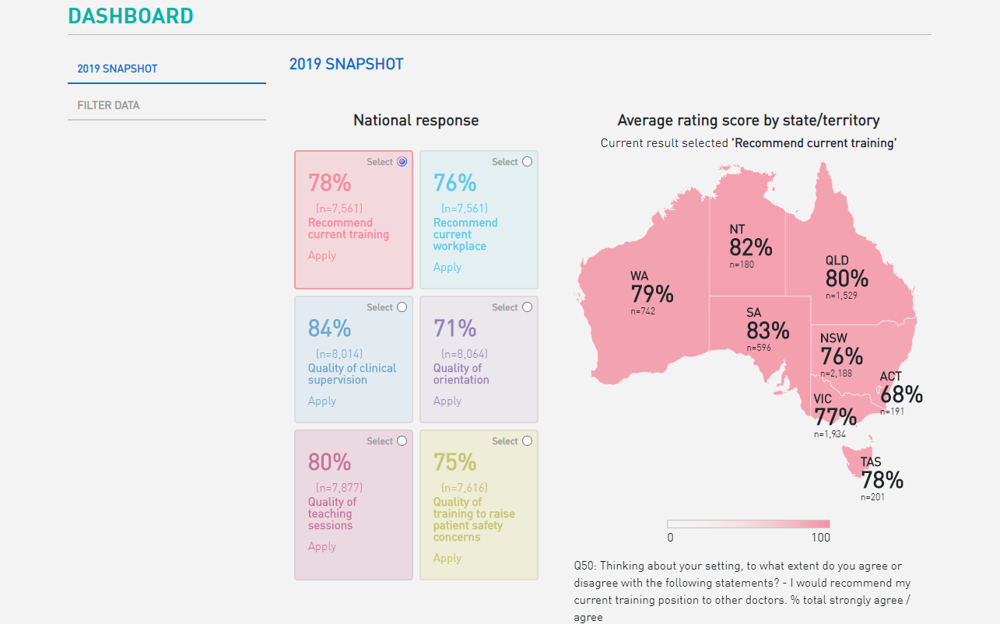 DASHBOARD
2019 SNAPSHOT
FILTER DATA
2019 SNAPSHOT
National response
Select
78%
(n=7,561)
Recommend
current training
Apply
Select
76%
(n=7,561)
Recommend
current
workplace
Apply
Select
84%
(n=8,014)
Quality of clinical
supervision
Apply
Select
71%
(n=8,064)
Quality of
orientation
Apply
Select
80%
(n=7,877)
Quality of
teaching
sessions
Apply
Select
75%
(n=7,616)
Quality of
training to raise
patient safety
concerns
Apply
Average rating score by state/territory
Current result selected 'Recommend current training'
NT
82%
n=180
QLD
80%
n=1,529
WA
79%
n=742
SA
83%
n=596
NSW
76%
n=2,188
ACT
68%
n=191
VIC
77%
n=1,934
TAS
78%
n=201
0 100
Q50: Thinking about your setting, to what extent do you agree or
disagree with the following statements? - I would recommend my
current training position to other doctors. % total strongly agree /
agree